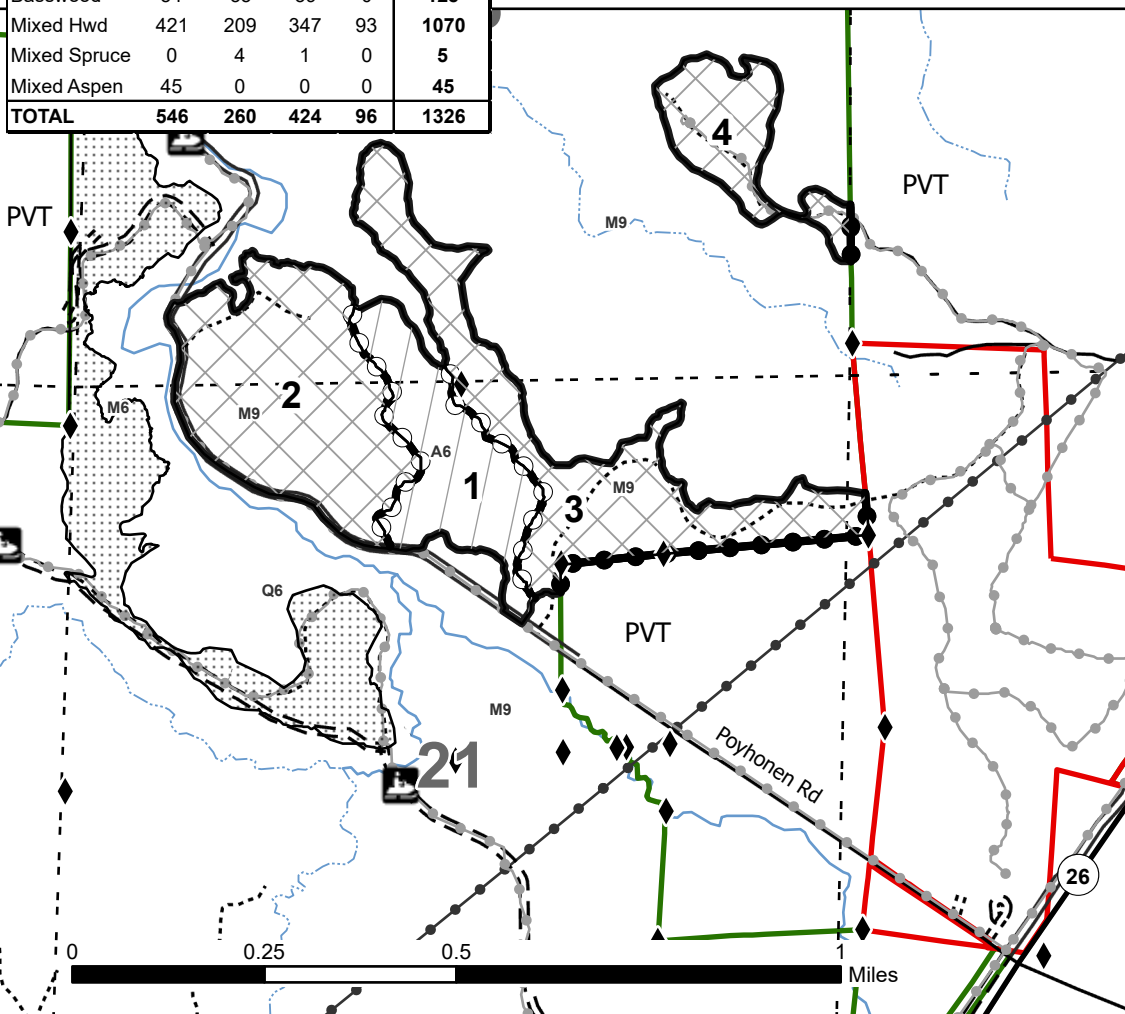 Mixed Hwd 421 209 347 93 1070
Mixed Spruce 0 4 1 0 5
Mixed Aspen 45 0 0 0 45
TOTAL 546 260 424 96 1326
4
PVT
PVT
M9
2
M9
M6
A6
1
3
M9
Q6
PVT
M9
21
Poyhonen Rd
26
0 0.25 0.5 1
Miles